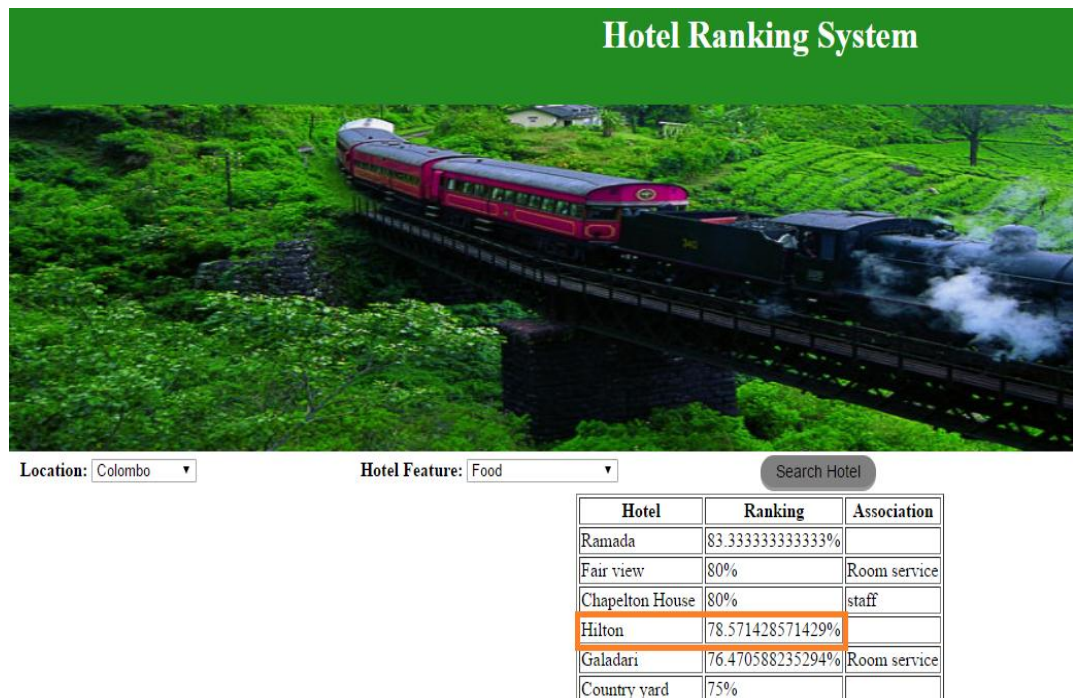 Hotel Ranking System
Location: Colombo Hotel Feature: Food Search Hotel
Hotel Ranking Association
Ramada 83.333333333333%
Fair view 80% Room service
Chapelton House 80% staff
Hilton 78.571428571429%
Galadari 76.470588235294% Room service
Country yard 75%